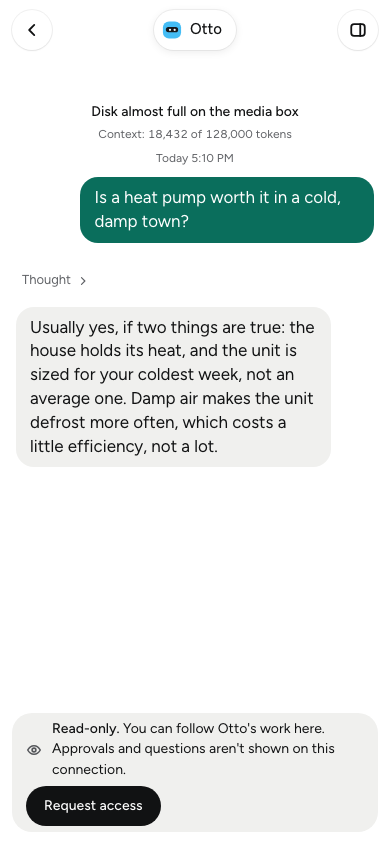 Otto
Disk almost full on the media box
Context: 18,432 of 128,000 tokens
Today 5:10 PM
Is a heat pump worth it in a cold,
damp town?
Thought
Usually yes, if two things are true: the
house holds its heat, and the unit is
sized for your coldest week, not an
average one. Damp air makes the unit
defrost more often, which costs a
little efficiency, not a lot.
Read-only. You can follow Otto's work here.
Approvals and questions aren't shown on this
connection.
Request access